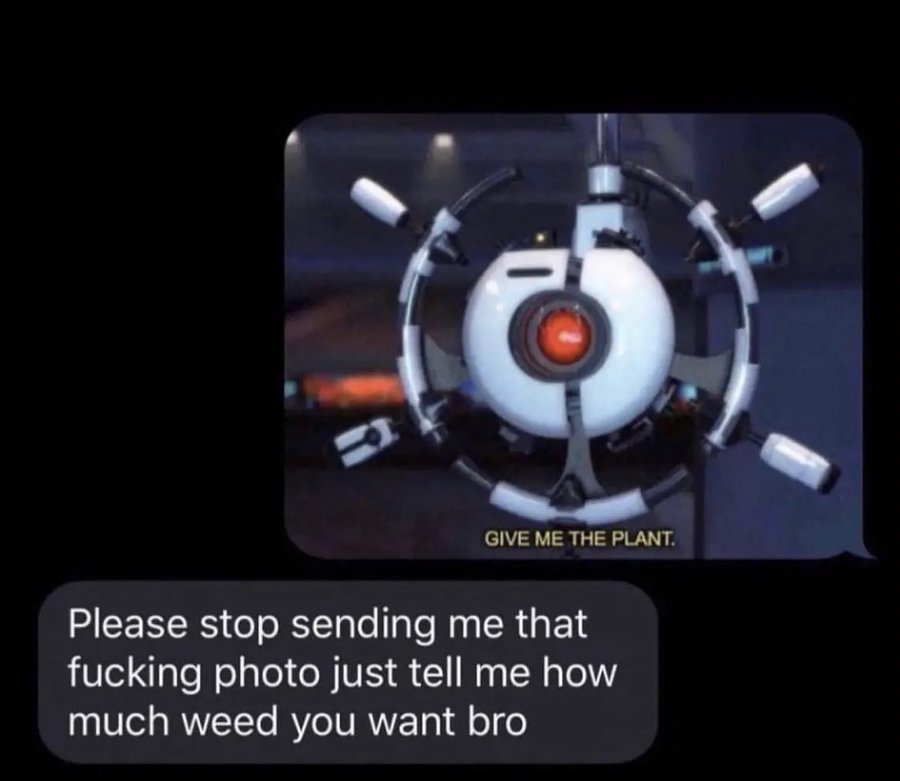 GIVE ME THE PLANT.
Please stop sending me that
fucking photo just tell me how
much weed you want bro